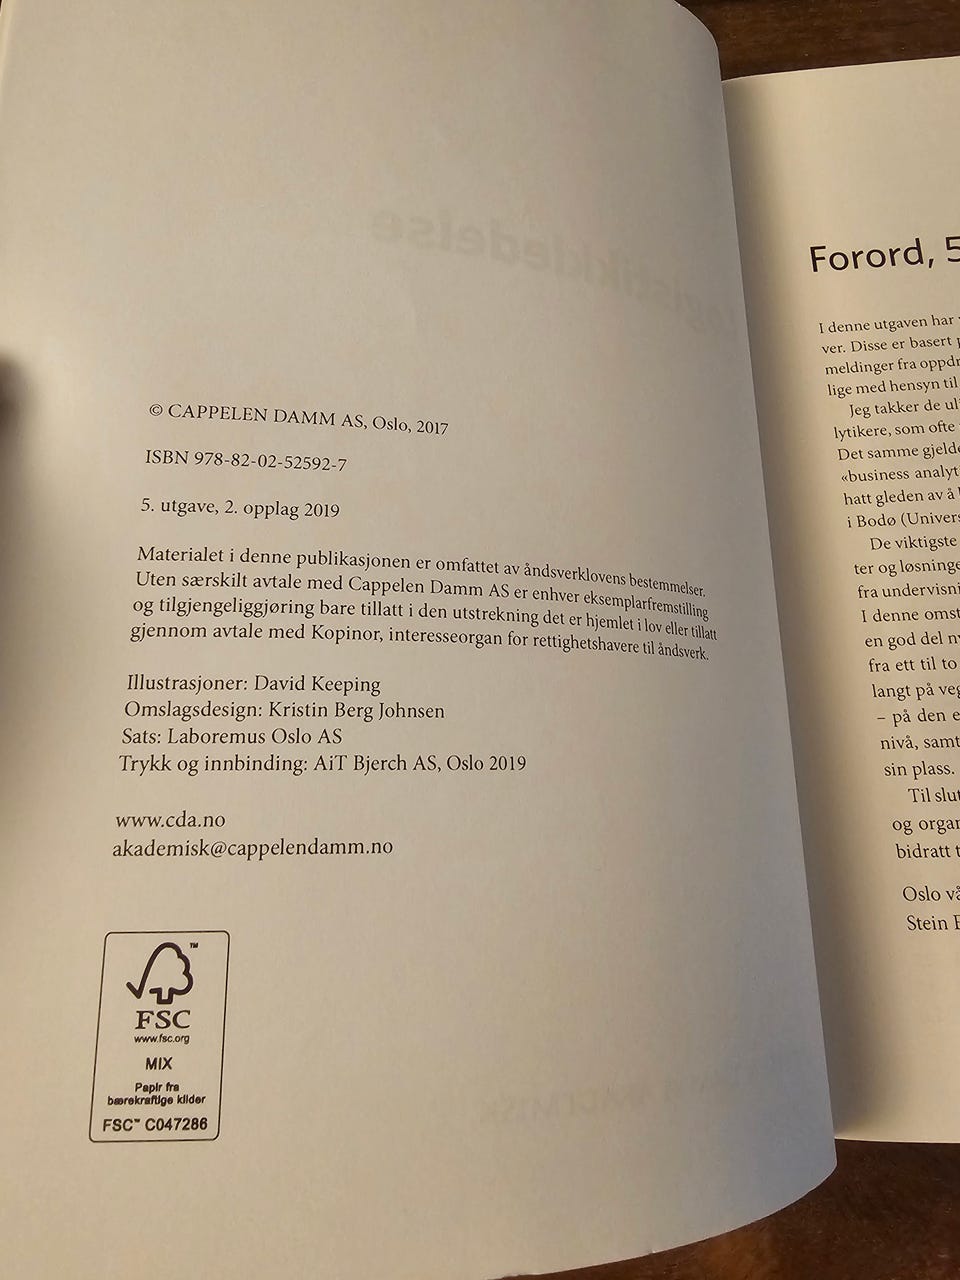 © CAPPELEN DAMM AS, Oslo, 2017
ISBN 978-82-02-52592-7
5. utgave, 2. opplag 2019
Materialet i denne publikasjonen er omfattet av åndsverklovens bestemmelser.
Uten særskilt avtale med Cappelen Damm AS er enhver eksemplarfremstilling
og tilgjengeliggjøring bare tillatt i den utstrekning det er hjemlet i lov eller tillatt
gjennom avtale med Kopinor, interesseorgan for rettighetshavere til åndsverk.
Illustrasjoner: David Keeping
Omslagsdesign: Kristin Berg Johnsen
Sats: Laboremus Oslo AS
Trykk og innbinding: AiT Bjerch AS, Oslo 2019
www.cda.no
akademisk@cappelendamm.no
FSC
www.fsc.org
MIX
Papir fra
bærekraftige kilder
FSC™ C047286
Forord, 5
I denne utgaven har
ver. Disse er basert
meldinger fra oppdr
lige med hensyn til
Jeg takker de ul
lytikere, som ofte
Det samme gjelde
«business analyt
hatt gleden av å
i Bodø (Univers
De viktigste
ter og løsninge
fra undervisni
I denne omst
en god del n
fra ett til to
langt på veg
– på den e
nivå, samt
sin plass.
Til slut
og organ
bidratt t
Oslo vå
Stein